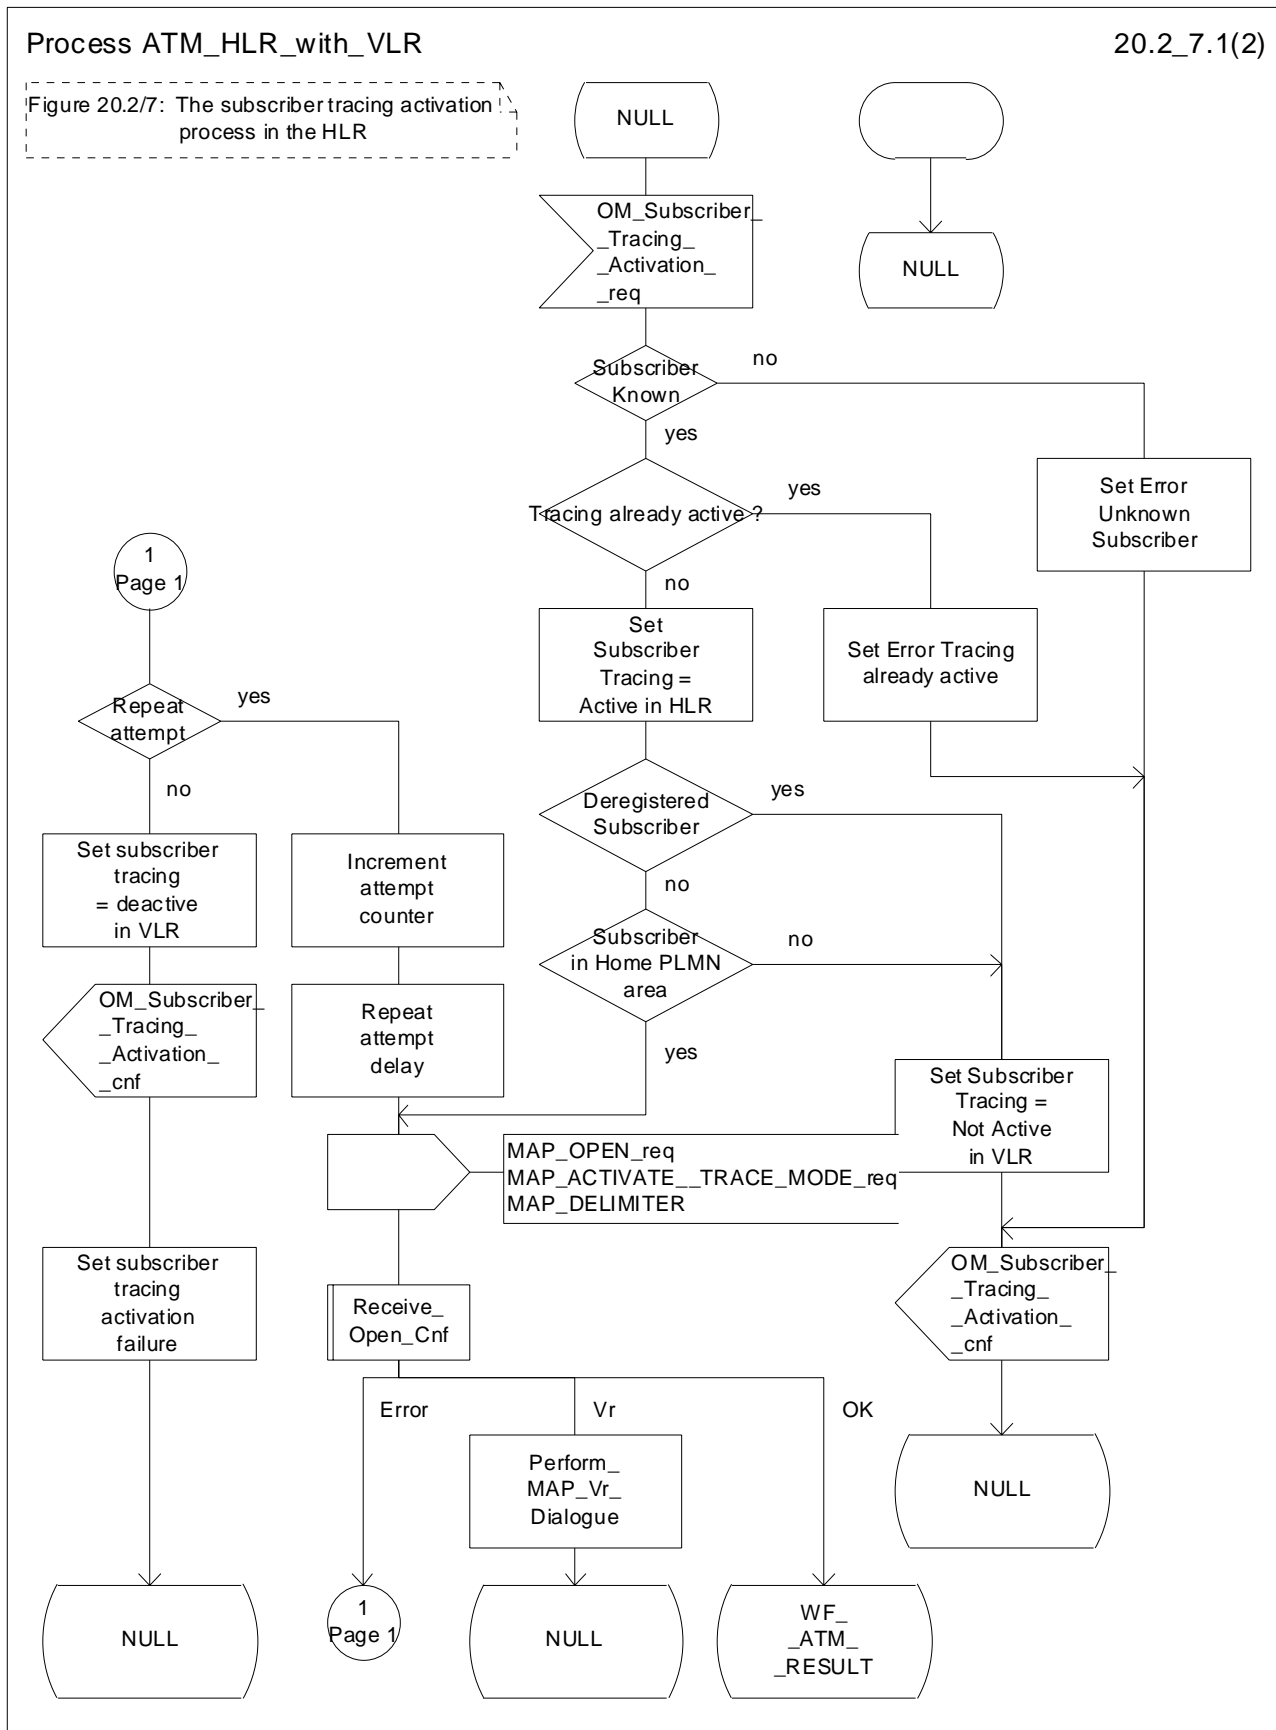 Process ATM_HLR_with_VLR
20.2_7.1(2)
Figure 20.2/7: The subscriber tracing activation
process in the HLR
NULL
NULL
OM_Subscriber_
_Tracing_
_Activation_
_req
Subscriber
Known
no
yes
Set Error
Unknown
Subscriber
Tracing already active ?
yes
no
Set Error Tracing
already active
Set
Subscriber
Tracing =
Active in HLR
1
Page 1
Repeat
attempt
yes
no
Deregistered
Subscriber
yes
no
Set subscriber
tracing
= deactive
in VLR
Increment
attempt
counter
Subscriber
in Home PLMN
area
no
yes
OM_Subscriber_
_Tracing_
_Activation_
_cnf
Repeat
attempt
delay
Set Subscriber
Tracing =
Not Active
in VLR
MAP_OPEN_req
MAP_ACTIVATE__TRACE_MODE_req
MAP_DELIMITER
Set subscriber
tracing
activation
failure
Receive_
Open_Cnf
OM_Subscriber_
_Tracing_
_Activation_
_cnf
Error
Vr
OK
Perform_
MAP_Vr_
Dialogue
NULL
NULL
1
Page 1
NULL
WF_
_ATM_
_RESULT